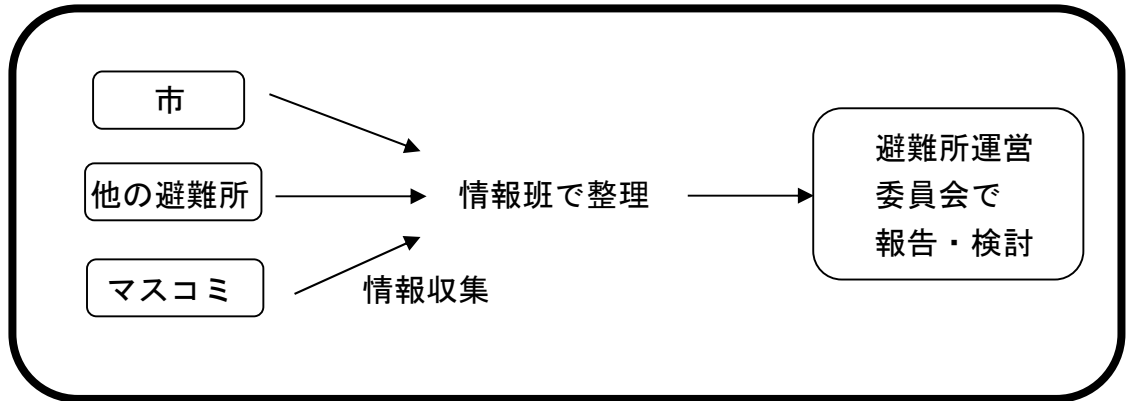 市
他の避難所
マスコミ
情報収集
情報班で整理
避難所運営
委員会で
報告・検討